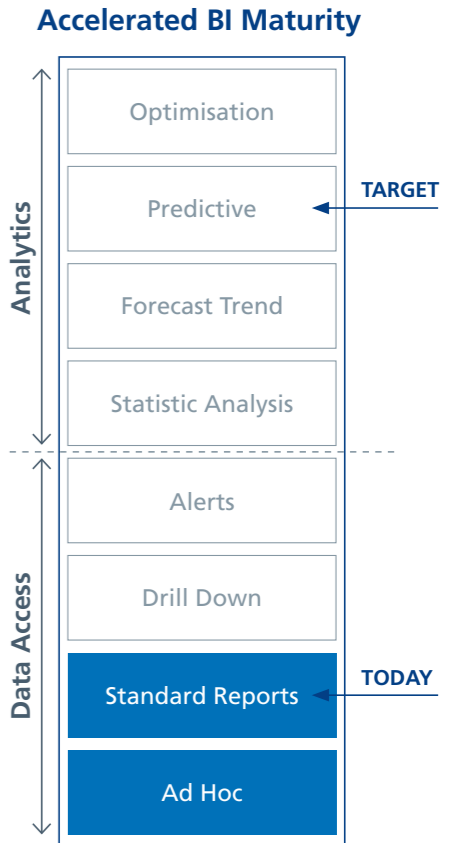 Accelerated BI Maturity
Analytics
Optimisation
Predictive
TARGET
Forecast Trend
Statistic Analysis
Data Access
Alerts
Drill Down
Standard Reports
TODAY
Ad Hoc